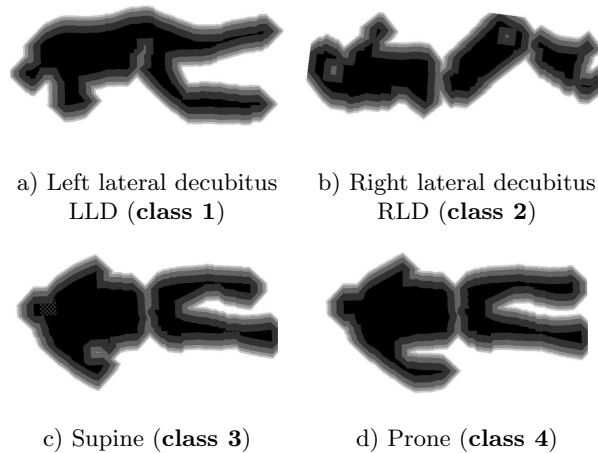 a) Left lateral decubitus
LLD (class 1)
b) Right lateral decubitus
RLD (class 2)
c) Supine (class 3)
d) Prone (class 4)